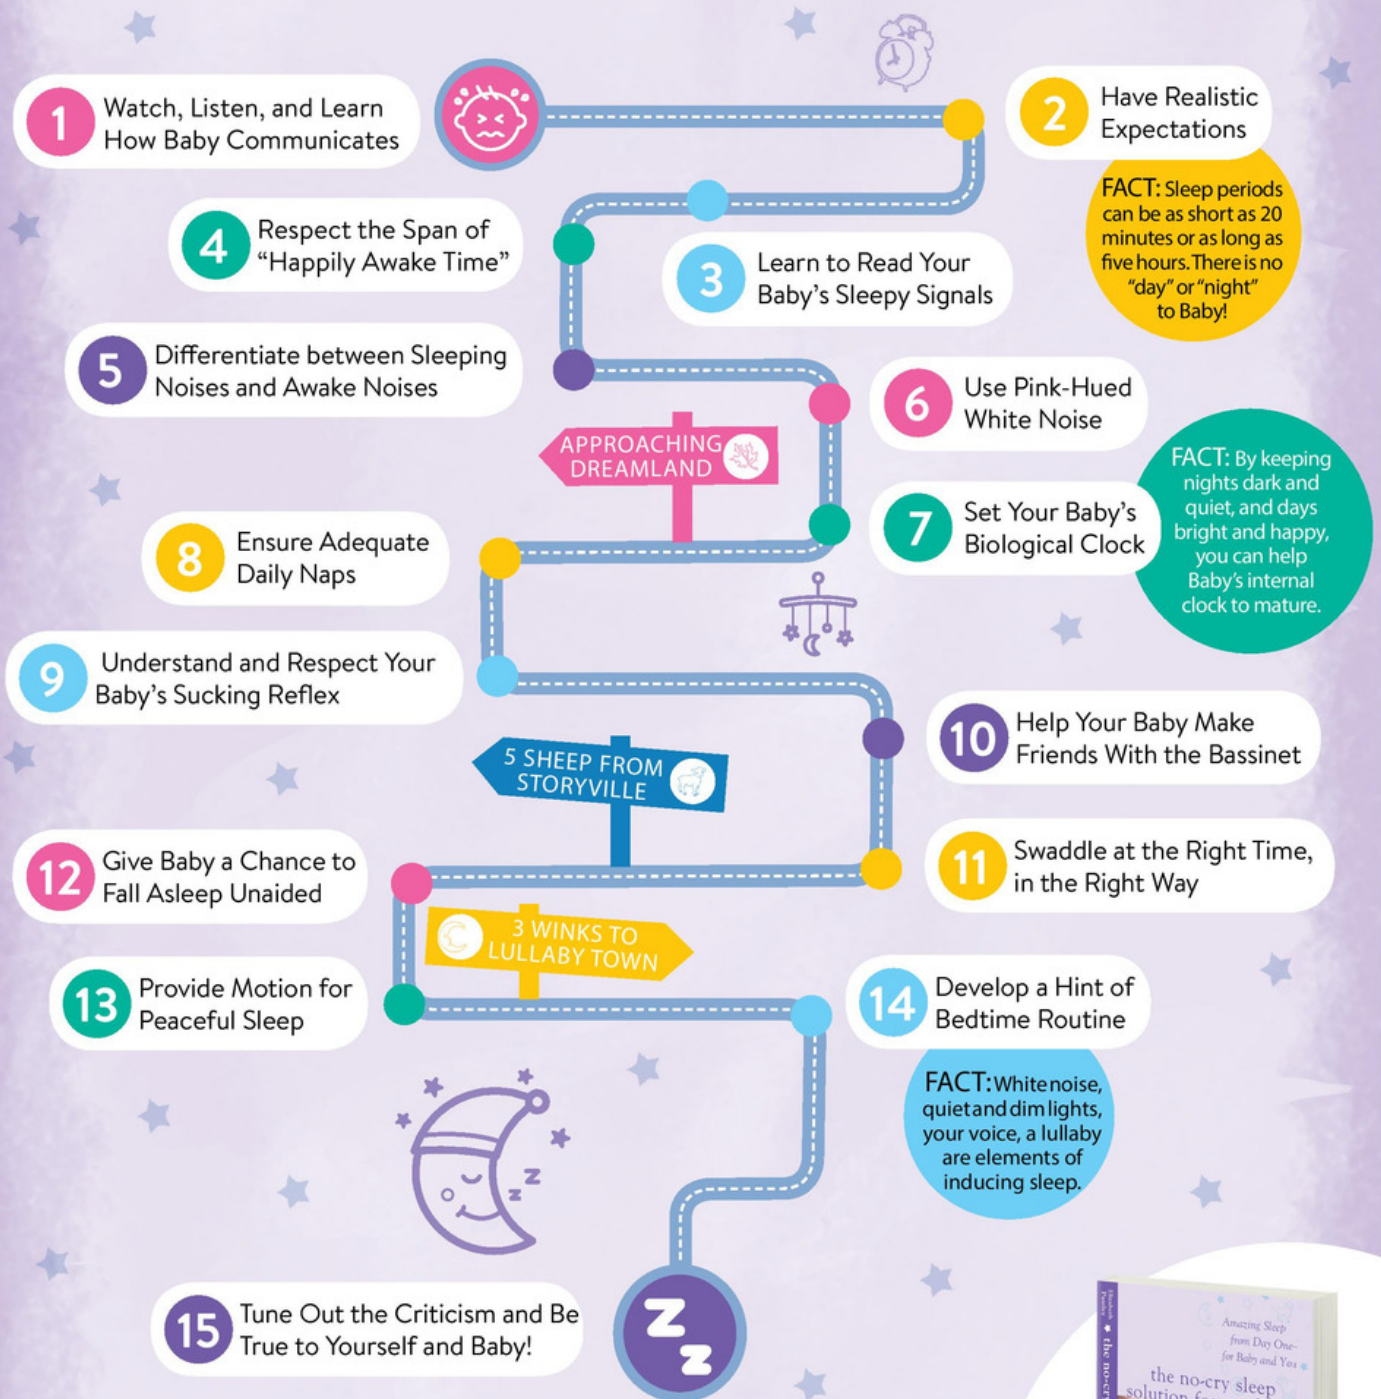 1
Watch, Listen, and Learn
How Baby Communicates
2
Have Realistic
Expectations
FACT: Sleep periods
can be as short as 20
minutes or as long as
five hours. There is no
“day” or “night”
to Baby!
3
Learn to Read Your
Baby’s Sleepy Signals
4
Respect the Span of
“Happily Awake Time”
5
Differentiate between Sleeping
Noises and Awake Noises
6
Use Pink-Hued
White Noise
APPROACHING
DREAMLAND
7
Set Your Baby’s
Biological Clock
FACT: By keeping
nights dark and
quiet, and days
bright and happy,
you can help
Baby’s internal
clock to mature.
8
Ensure Adequate
Daily Naps
9
Understand and Respect Your
Baby’s Sucking Reflex
10
Help Your Baby Make
Friends With the Bassinet
5 SHEEP FROM
STORYVILLE
11
Swaddle at the Right Time,
in the Right Way
12
Give Baby a Chance to
Fall Asleep Unaided
3 WINKS TO
LULLABY TOWN
13
Provide Motion for
Peaceful Sleep
14
Develop a Hint of
Bedtime Routine
FACT: White noise,
quiet and dim lights,
your voice, a lullaby
are elements of
inducing sleep.
z
z
15
Tune Out the Criticism and Be
True to Yourself and Baby!
Z
z
Elizabeth
Pantley
the no-cry
Amazing Sleep
from Day One–
for Baby and You
the no-cry sleep
solution